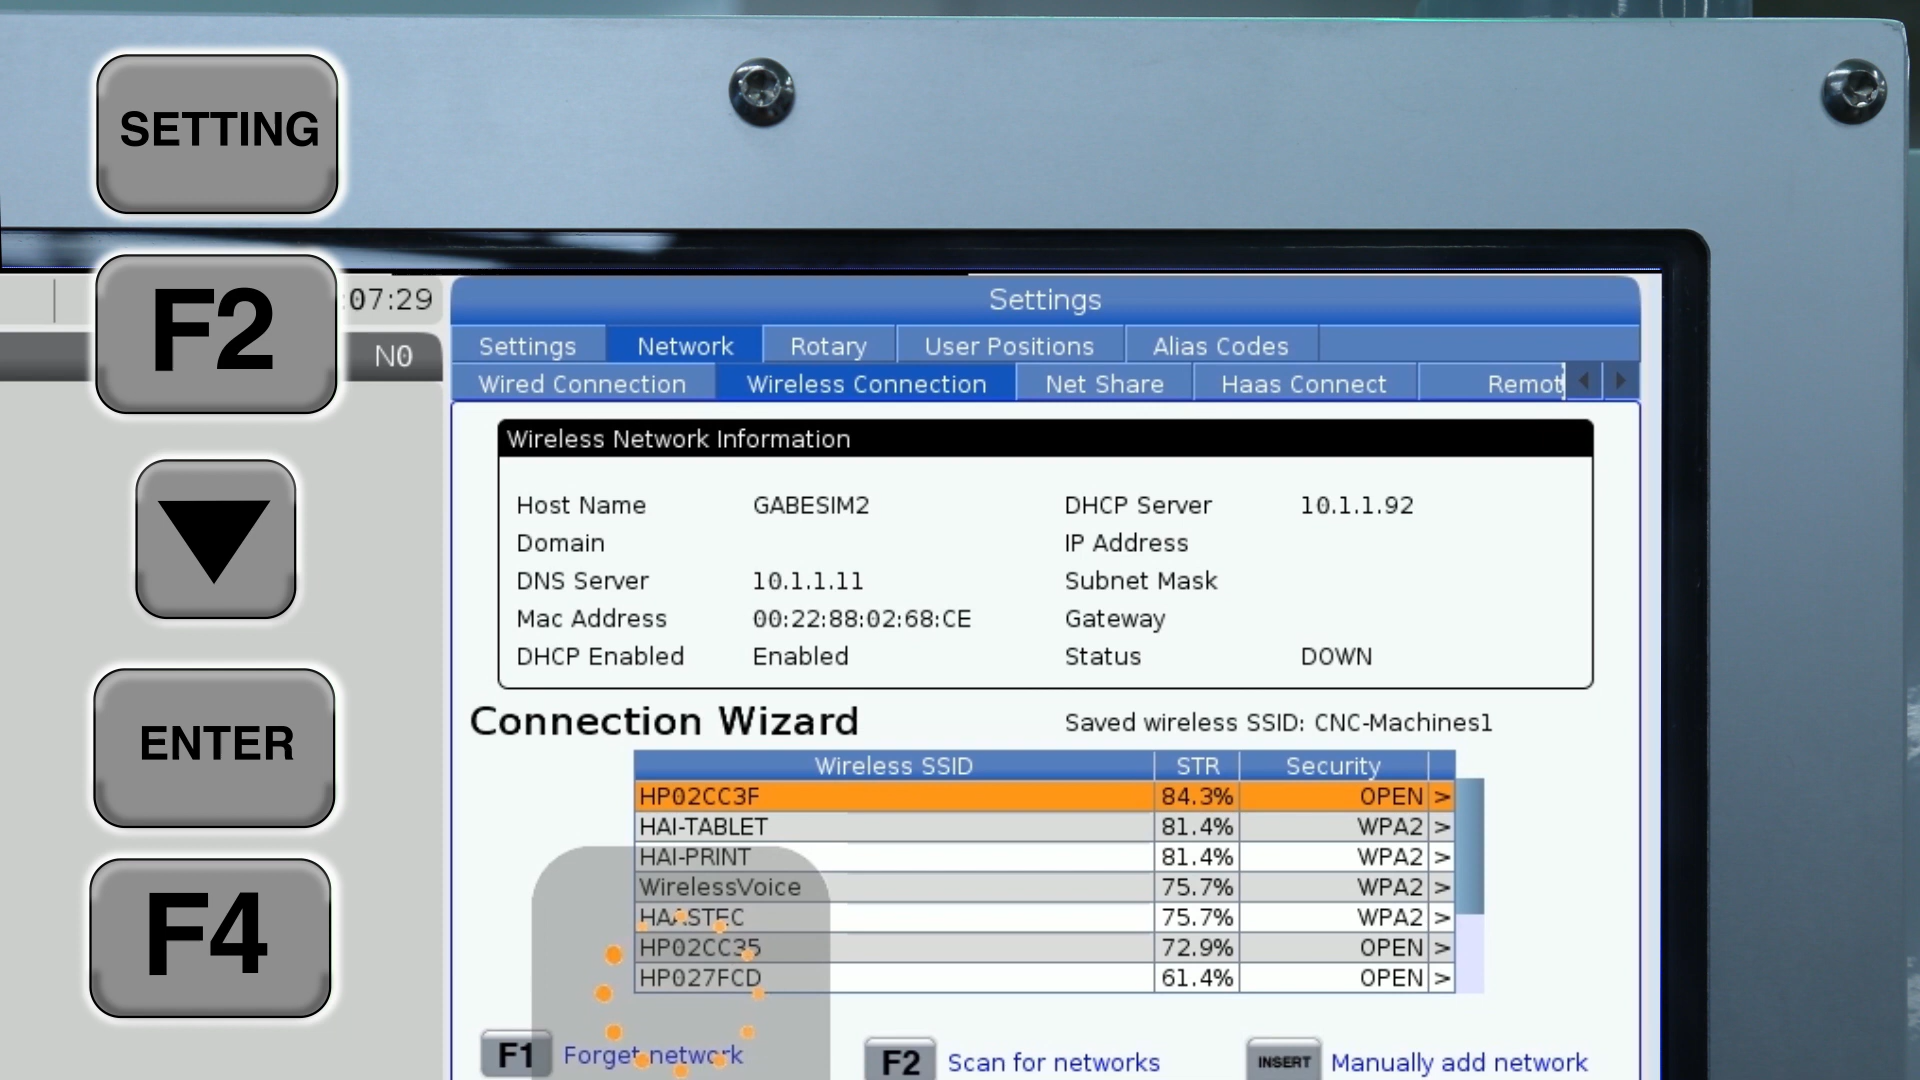 SETTING
F2
ENTER
F4
:07:29
N0
Settings
Settings Network Rotary User Positions Alias Codes
Wired Connection Wireless Connection Net Share Haas Connect Remot
Wireless Network Information
Host Name GABESIM2 DHCP Server 10.1.1.92
Domain IP Address
DNS Server 10.1.1.11 Subnet Mask
Mac Address 00:22:88:02:68:CE Gateway
DHCP Enabled Enabled Status DOWN
Connection Wizard Saved wireless SSID: CNC-Machines1
Wireless SSID STR Security
HP02CC3F 84.3% OPEN >
HAI-TABLET 81.4% WPA2 >
HAI-PRINT 81.4% WPA2 >
WirelessVoice 75.7% WPA2 >
HAASTEC 75.7% WPA2 >
HP02CC35 72.9% OPEN >
HP027FCD 61.4% OPEN >
F1 Forget network F2 Scan for networks INSERT Manually add network